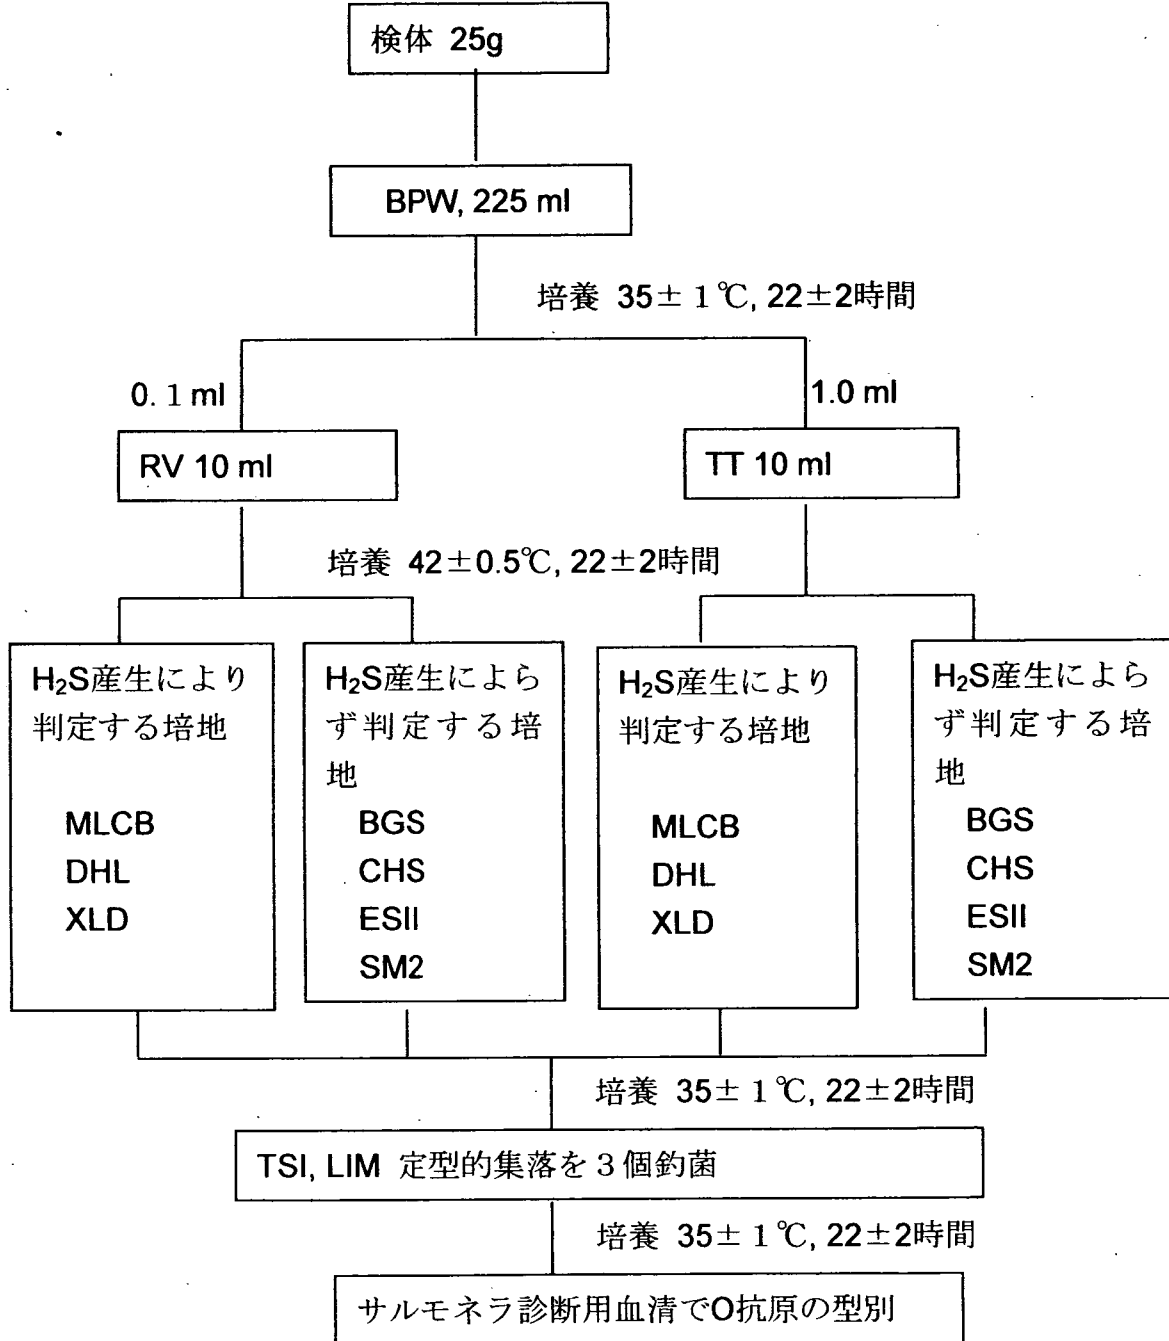 検体 25g
BPW, 225 ml
培養 35±1℃, 22±2時間
0.1 ml
1.0 ml
RV 10 ml
TT 10 ml
培養 42±0.5℃, 22±2時間
H₂S産生により
判定する培地
MLCB
DHL
XLD
H₂S産生によら
ず判定する培
地
BGS
CHS
ESII
SM2
H₂S産生により
判定する培地
MLCB
DHL
XLD
H₂S産生によら
ず判定する培
地
BGS
CHS
ESII
SM2
培養 35±1℃, 22±2時間
TSI, LIM 定型的集落を３個釣菌
培養 35±1℃, 22±2時間
サルモネラ診断用血清でO抗原の型別